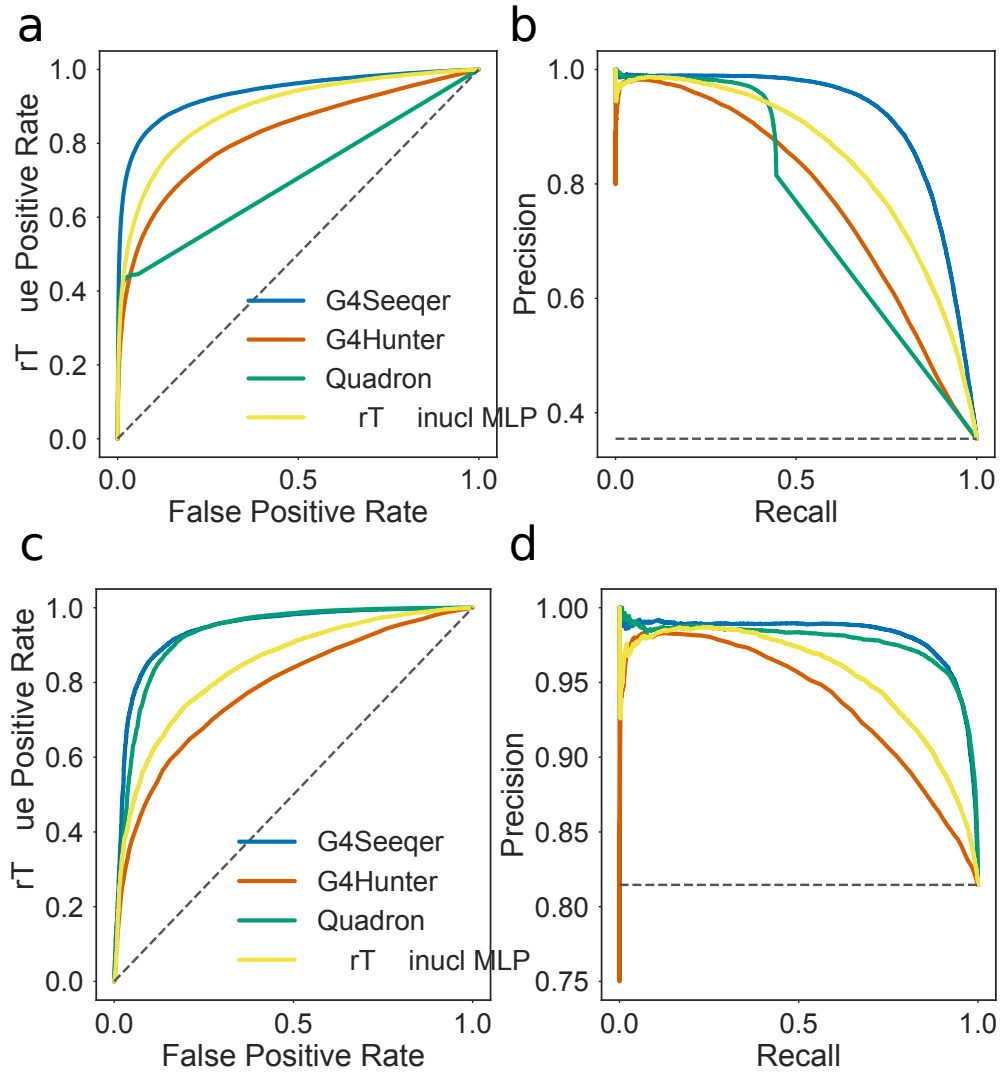 a
1.0
0.8
0.6
0.4
0.2
0.0
rT ue Positive Rate
G4Seeqer
G4Hunter
Quadron
rT inucl MLP
0.0 0.5 1.0
False Positive Rate
b
1.0
0.8
0.6
0.4
Precision
0.0 0.5 1.0
Recall
c
1.0
0.8
0.6
0.4
0.2
0.0
rT ue Positive Rate
G4Seeqer
G4Hunter
Quadron
rT inucl MLP
0.0 0.5 1.0
False Positive Rate
d
1.00
0.95
0.90
0.85
0.80
0.75
Precision
0.0 0.5 1.0
Recall